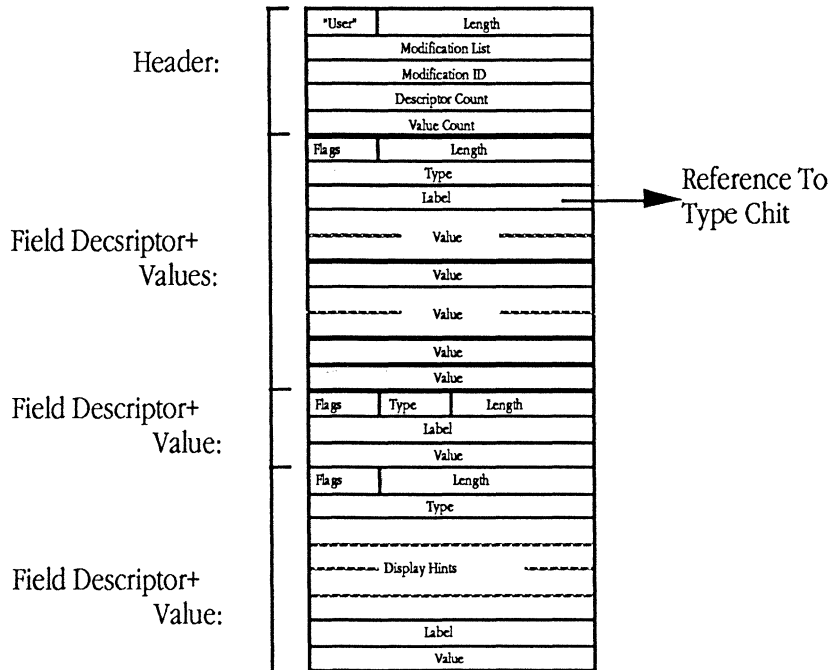 "User" Length
Header:
Modification List
Modification ID
Descriptor Count
Value Count
Flags Length
Type
Label
Reference To
Type Chit
Field Decsriptor+
Values:
Value
Value
Value
Value
Value
Field Descriptor+
Value:
Flags Type Length
Label
Value
Flags Length
Type
Field Descriptor+
Value:
Display Hints
Label
Value